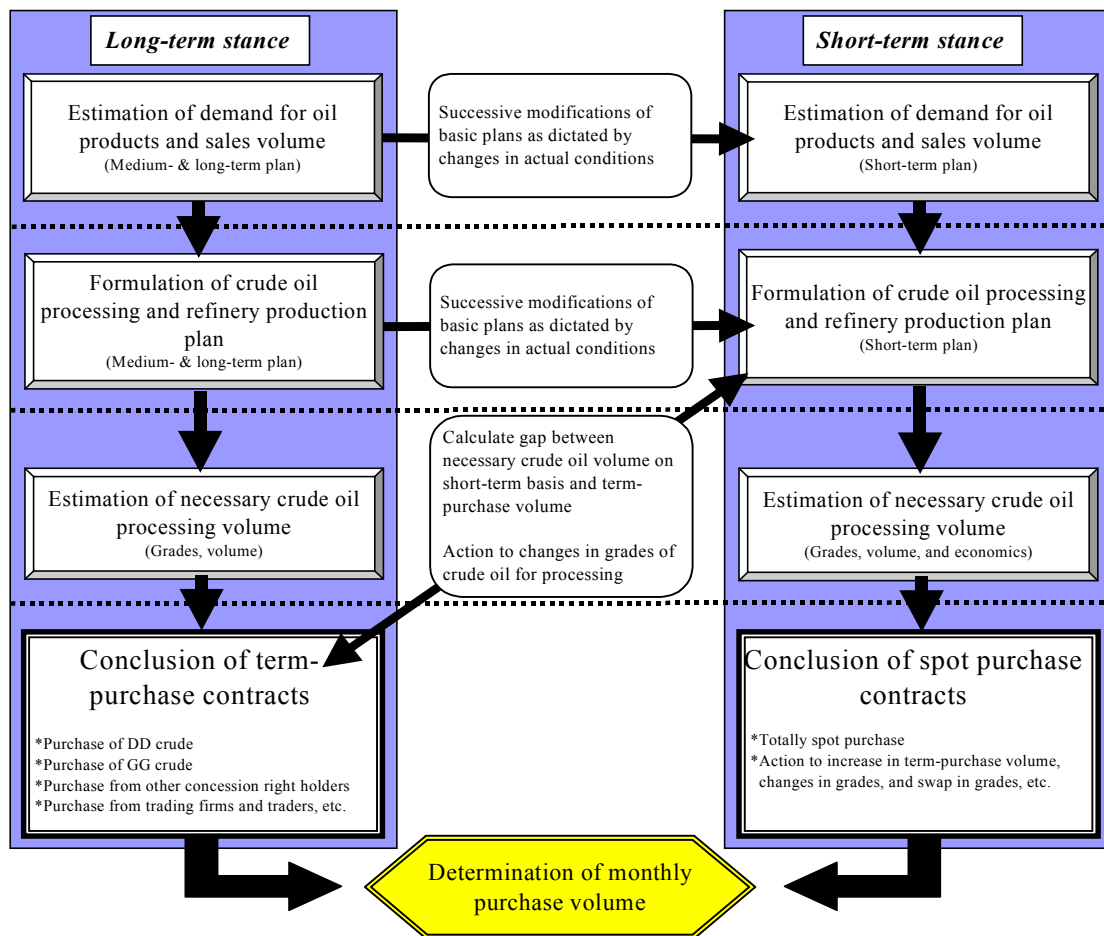 Long-term stance
Estimation of demand for oil
products and sales volume
(Medium- & long-term plan)
Formulation of crude oil
processing and refinery production
plan
(Medium- & long-term plan)
Estimation of necessary crude oil
processing volume
(Grades, volume)
Conclusion of term-
purchase contracts
*Purchase of DD crude
*Purchase of GG crude
*Purchase from other concession right holders
*Purchase from trading firms and traders, etc.
Successive modifications of
basic plans as dictated by
changes in actual conditions
Successive modifications of
basic plans as dictated by
changes in actual conditions
Calculate gap between
necessary crude oil volume on
short-term basis and term-
purchase volume
Action to changes in grades of
crude oil for processing
Short-term stance
Estimation of demand for oil
products and sales volume
(Short-term plan)
Formulation of crude oil processing
and refinery production plan
(Short-term plan)
Estimation of necessary crude oil
processing volume
(Grades, volume, and economics)
Conclusion of spot purchase
contracts
*Totally spot purchase
*Action to increase in term-purchase volume,
changes in grades, and swap in grades, etc.
Determination of monthly
purchase volume